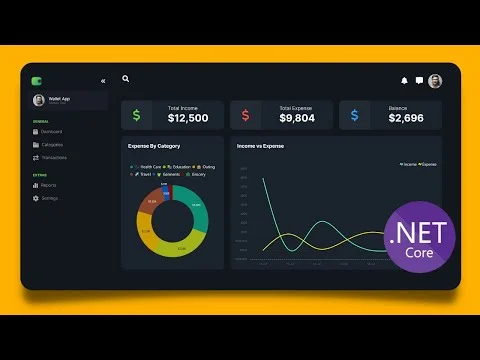 Wallet App
GENERAL
Dashboard
Categories
Transactions
EXTRAS
Reports
Settings
Total Income
$12,500
Total Expense
$9,804
Balance
$2,696
Expense By Category
Health Care Education Outing
Travel Garments Grocery
Income vs Expense
Income Expense
.NET
Core